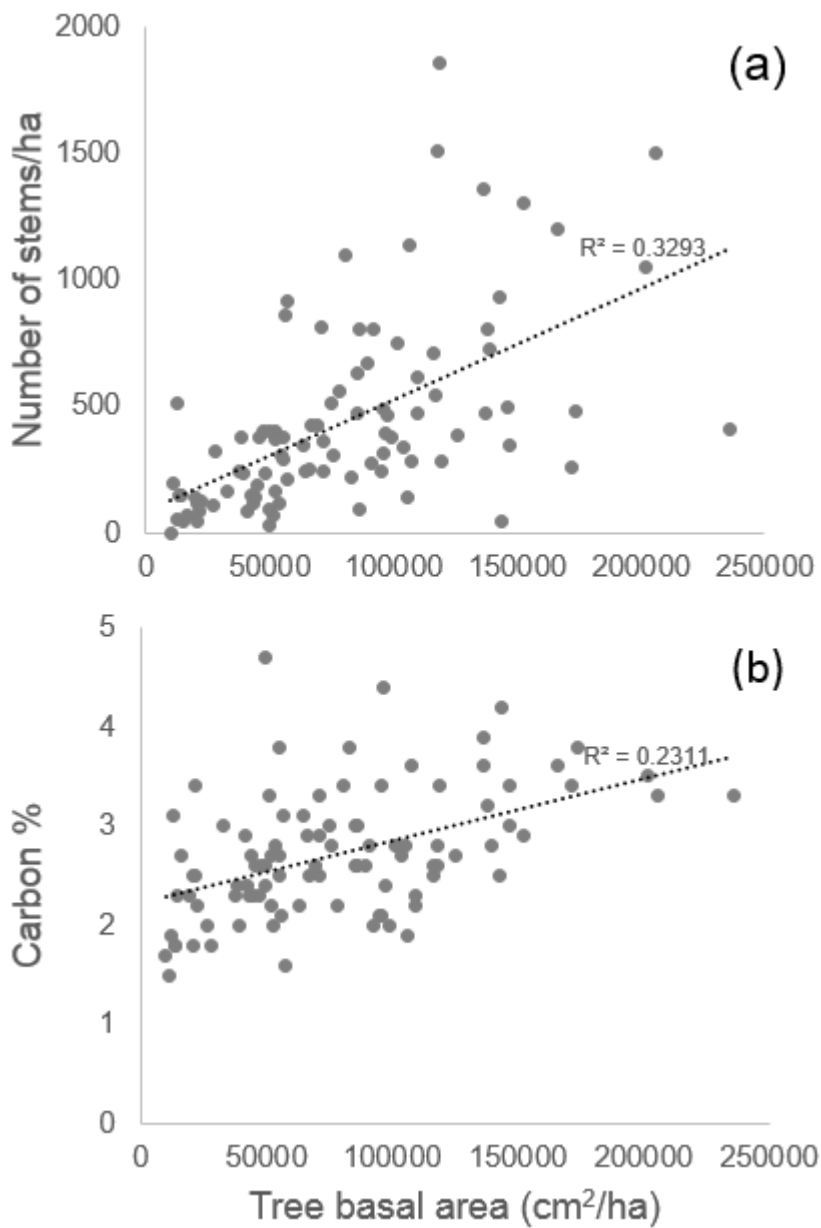 2000
(a)
1500
R² = 0.3293
1000
500
0
Number of stems/ha
0 50000 100000 150000 200000 250000
5
(b)
4
R² = 0.2311
3
2
1
0
Carbon %
0 50000 100000 150000 200000 250000
Tree basal area (cm²/ha)